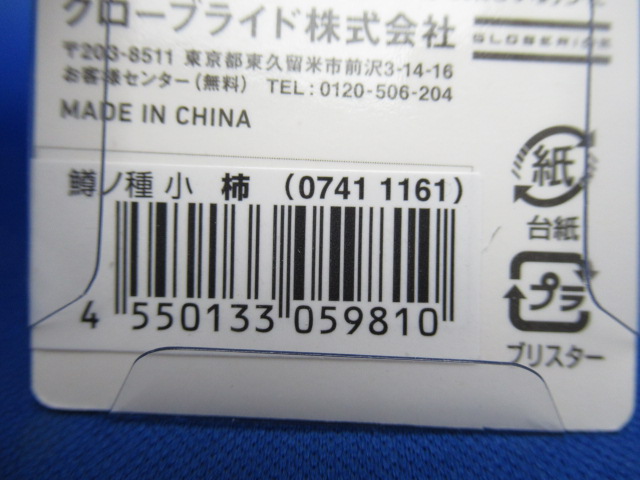 グローブライド株式会社
〒203-8511 東京都東久留米市前沢3-14-16
お客様センター(無料) TEL:0120-506-204
MADE IN CHINA
GLOBERIDE
鱒ノ種 小 柿 (0741 1161)
4 550133 059810
紙
台紙
プラ
ブリスター